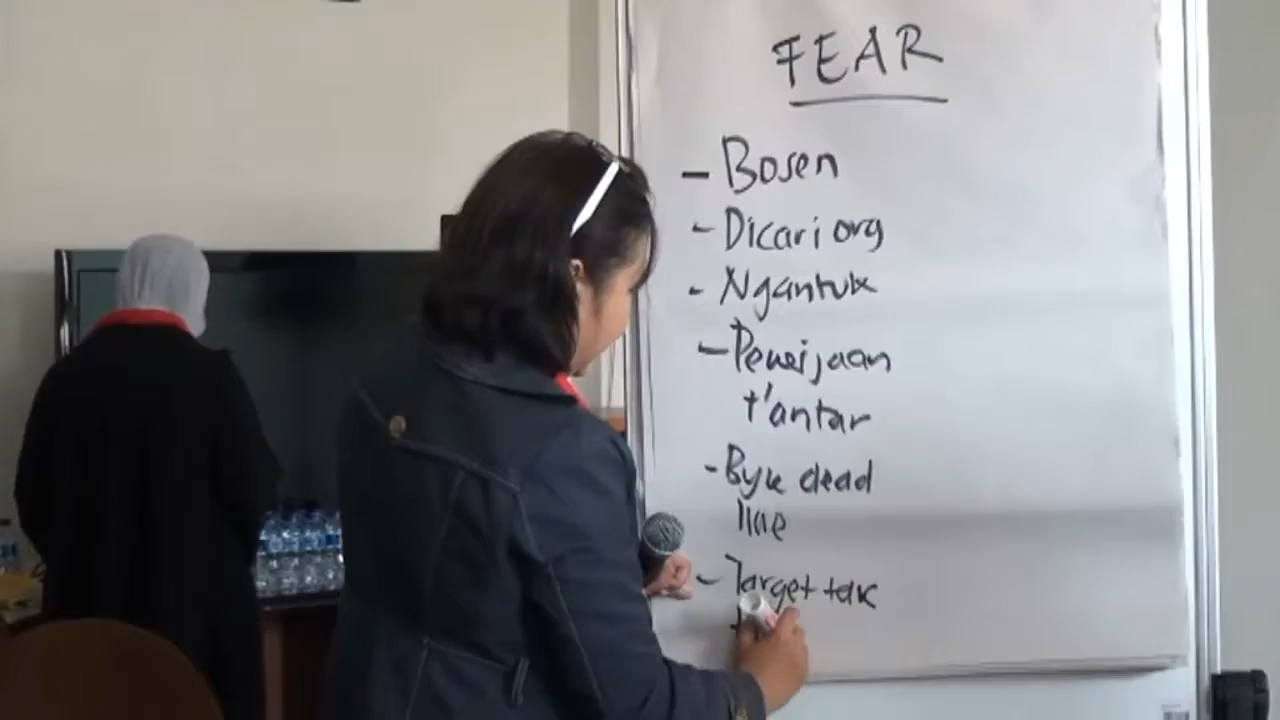 FEAR
- Bosen
- Dicari org
- Ngantuk
- Pekerjaan
t'antar
- Byk dead
line
- Target tak